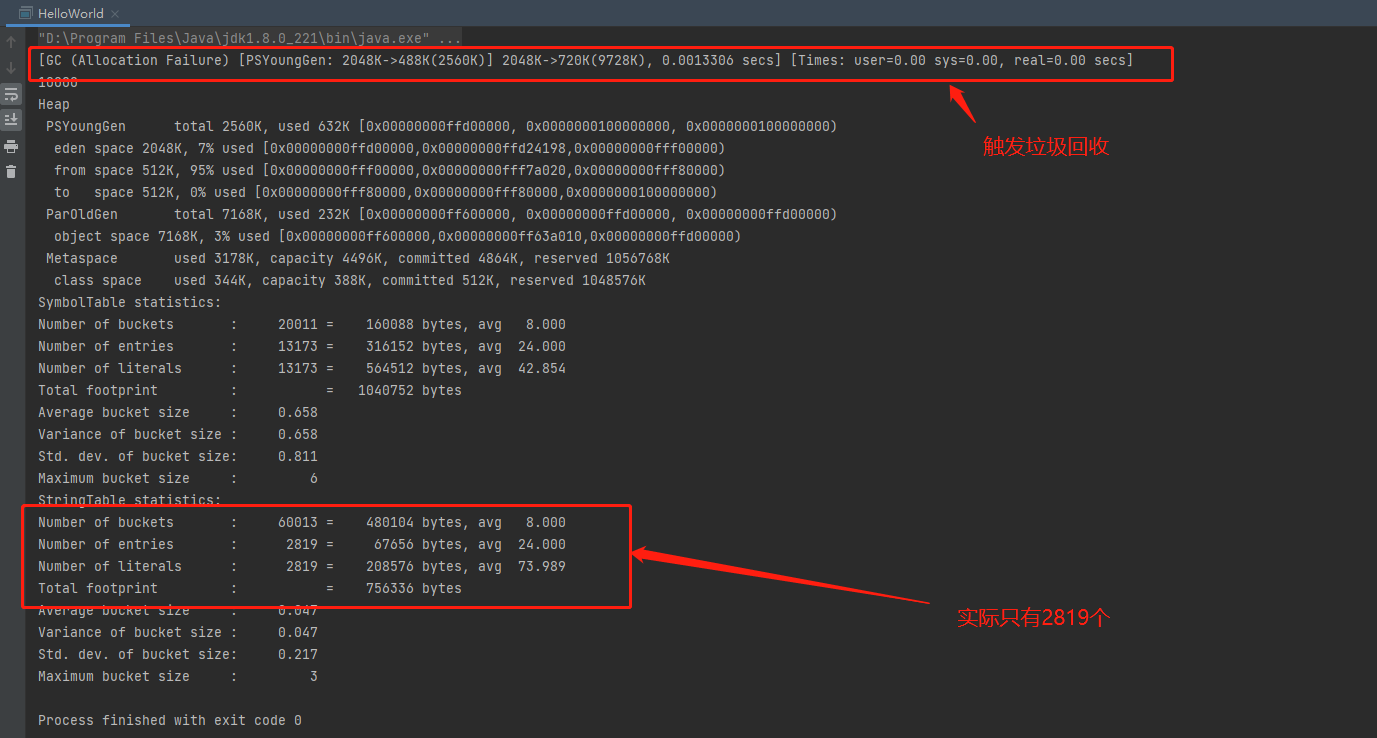 HelloWorld
"D:\Program Files\Java\jdk1.8.0_221\bin\java.exe" ...
[GC (Allocation Failure) [PSYoungGen: 2048K->488K(2560K)] 2048K->720K(9728K), 0.0013306 secs] [Times: user=0.00 sys=0.00, real=0.00 secs]
10000
触发垃圾回收
Heap
PSYoungGen total 2560K, used 632K [0x00000000ffd00000, 0x0000000100000000, 0x0000000100000000)
eden space 2048K, 7% used [0x00000000ffd00000,0x00000000ffd24198,0x00000000fff00000)
from space 512K, 95% used [0x00000000fff00000,0x00000000fff7a020,0x00000000fff80000)
to space 512K, 0% used [0x00000000fff80000,0x00000000fff80000,0x0000000100000000)
ParOldGen total 7168K, used 232K [0x00000000ff600000, 0x00000000ffd00000, 0x00000000ffd00000)
object space 7168K, 3% used [0x00000000ff600000,0x00000000ff63a010,0x00000000ffd00000)
Metaspace used 3178K, capacity 4496K, committed 4864K, reserved 1056768K
class space used 344K, capacity 388K, committed 512K, reserved 1048576K
SymbolTable statistics:
Number of buckets : 20011 = 160088 bytes, avg 8.000
Number of entries : 13173 = 316152 bytes, avg 24.000
Number of literals : 13173 = 564512 bytes, avg 42.854
Total footprint : = 1040752 bytes
Average bucket size : 0.658
Variance of bucket size : 0.658
Std. dev. of bucket size: 0.811
Maximum bucket size : 6
StringTable statistics:
Number of buckets : 60013 = 480104 bytes, avg 8.000
Number of entries : 2819 = 67656 bytes, avg 24.000
Number of literals : 2819 = 208576 bytes, avg 73.989
Total footprint : = 756336 bytes
Average bucket size : 0.047
实际只有2819个
Variance of bucket size : 0.047
Std. dev. of bucket size: 0.217
Maximum bucket size : 3
Process finished with exit code 0